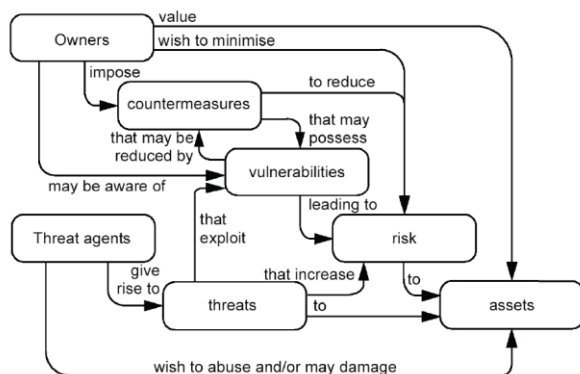 value
Owners
wish to minimise
impose
to reduce
countermeasures
that may be
reduced by
that may
possess
vulnerabilities
may be aware of
leading to
that
exploit
Threat agents
risk
give
rise to
that increase
to
threats
to
assets
wish to abuse and/or may damage